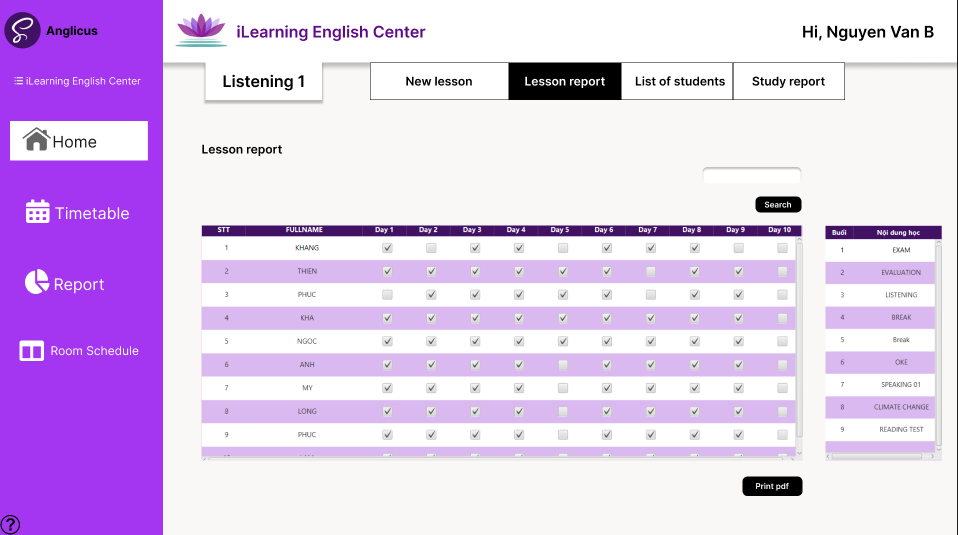 Anglicus
iLearning English Center
Hi, Nguyen Van B
iLearning English Center
Listening 1
New lesson
Lesson report
List of students
Study report
Home
Timetable
Report
Room Schedule
Lesson report
Search
STT FULLNAME Day 1 Day 2 Day 3 Day 4 Day 5 Day 6 Day 7 Day 8 Day 9 Day 10
1 KHANG
2 THIEN
3 PHUC
4 KHA
5 NGOC
6 ANH
7 MY
8 LONG
9 PHUC
Buổi Nội dung học
1 EXAM
2 EVALUATION
3 LISTENING
4 BREAK
5 Break
6 OKE
7 SPEAKING 01
8 CLIMATE CHANGE
9 READING TEST
Print pdf
?